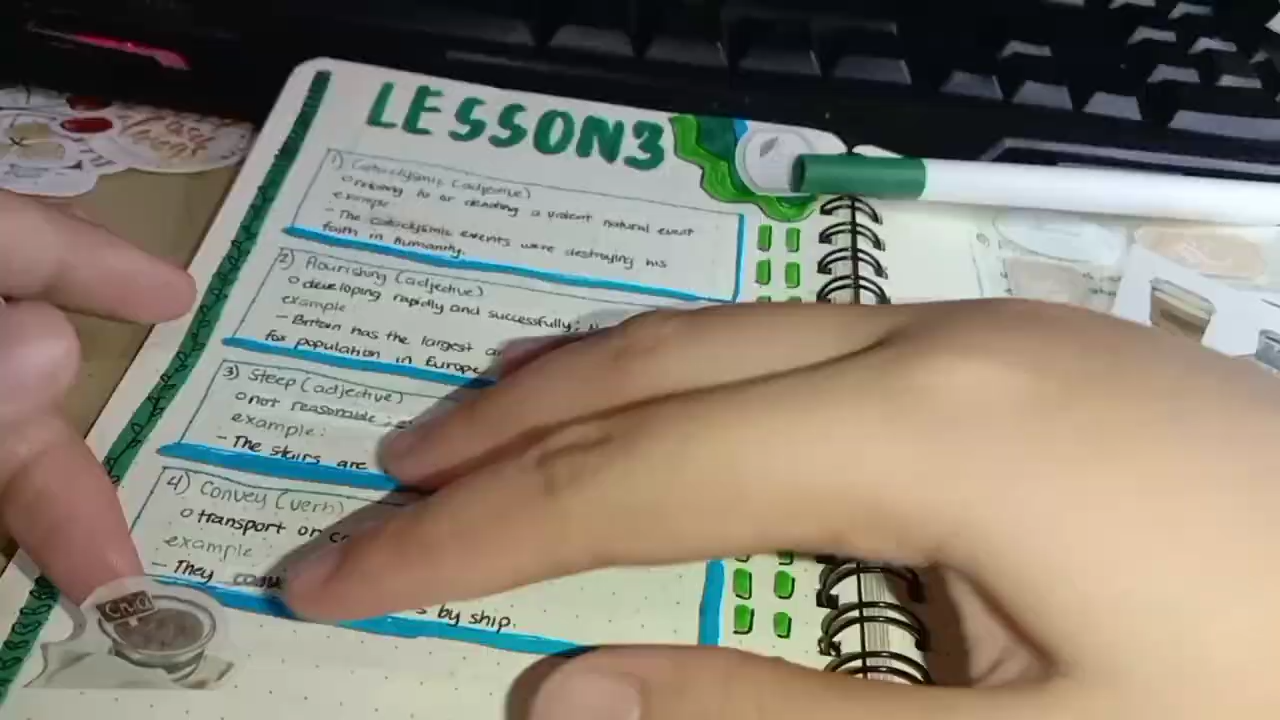 LESSON3
1) Cataclysmic (adjective)
o relating to or denoting a violent natural event
example:
- The cataclysmic events were destroying his
faith in humanity.
2) Flourishing (adjective)
o developing rapidly and successfully;
example
- Britain has the largest
for population in Europe
3) Steep (adjective)
o not reasonable;
example:
- The stairs are
4) Convey (verb)
o transport or
example:
- They
by ship.
Chia